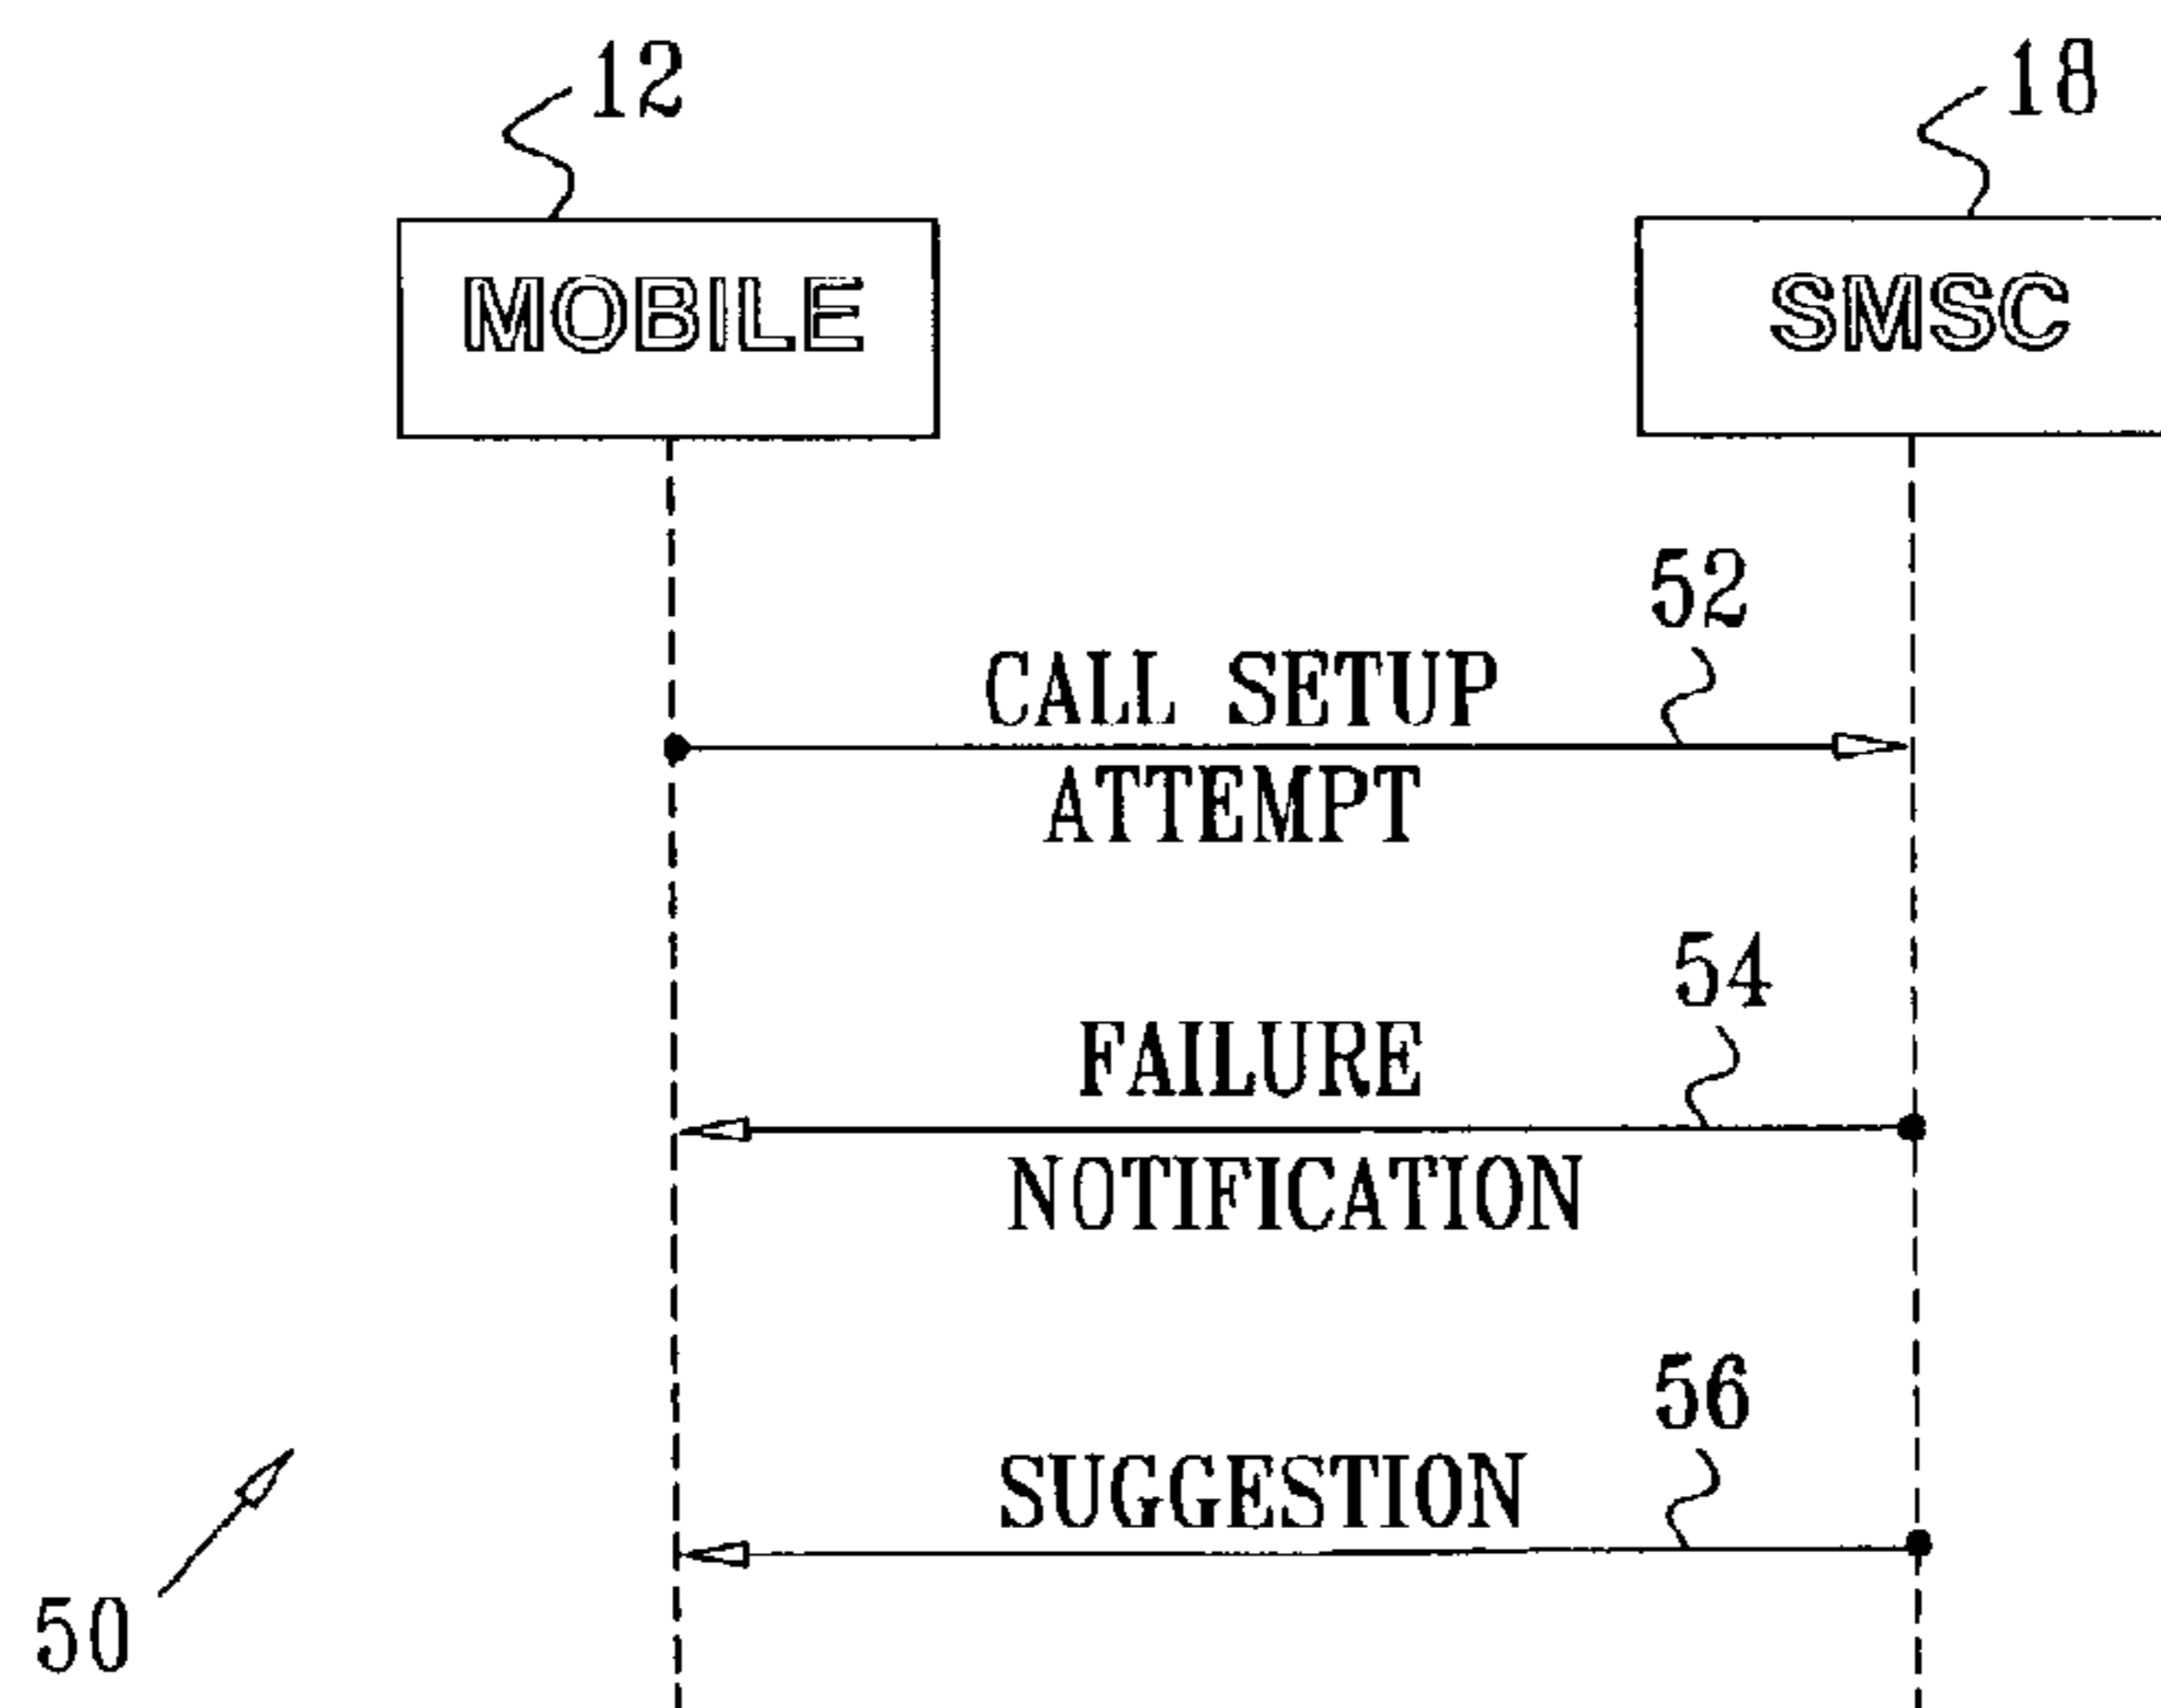 12
18
MOBILE
SMSC
52
CALL SETUP
ATTEMPT
54
FAILURE
NOTIFICATION
56
SUGGESTION
50